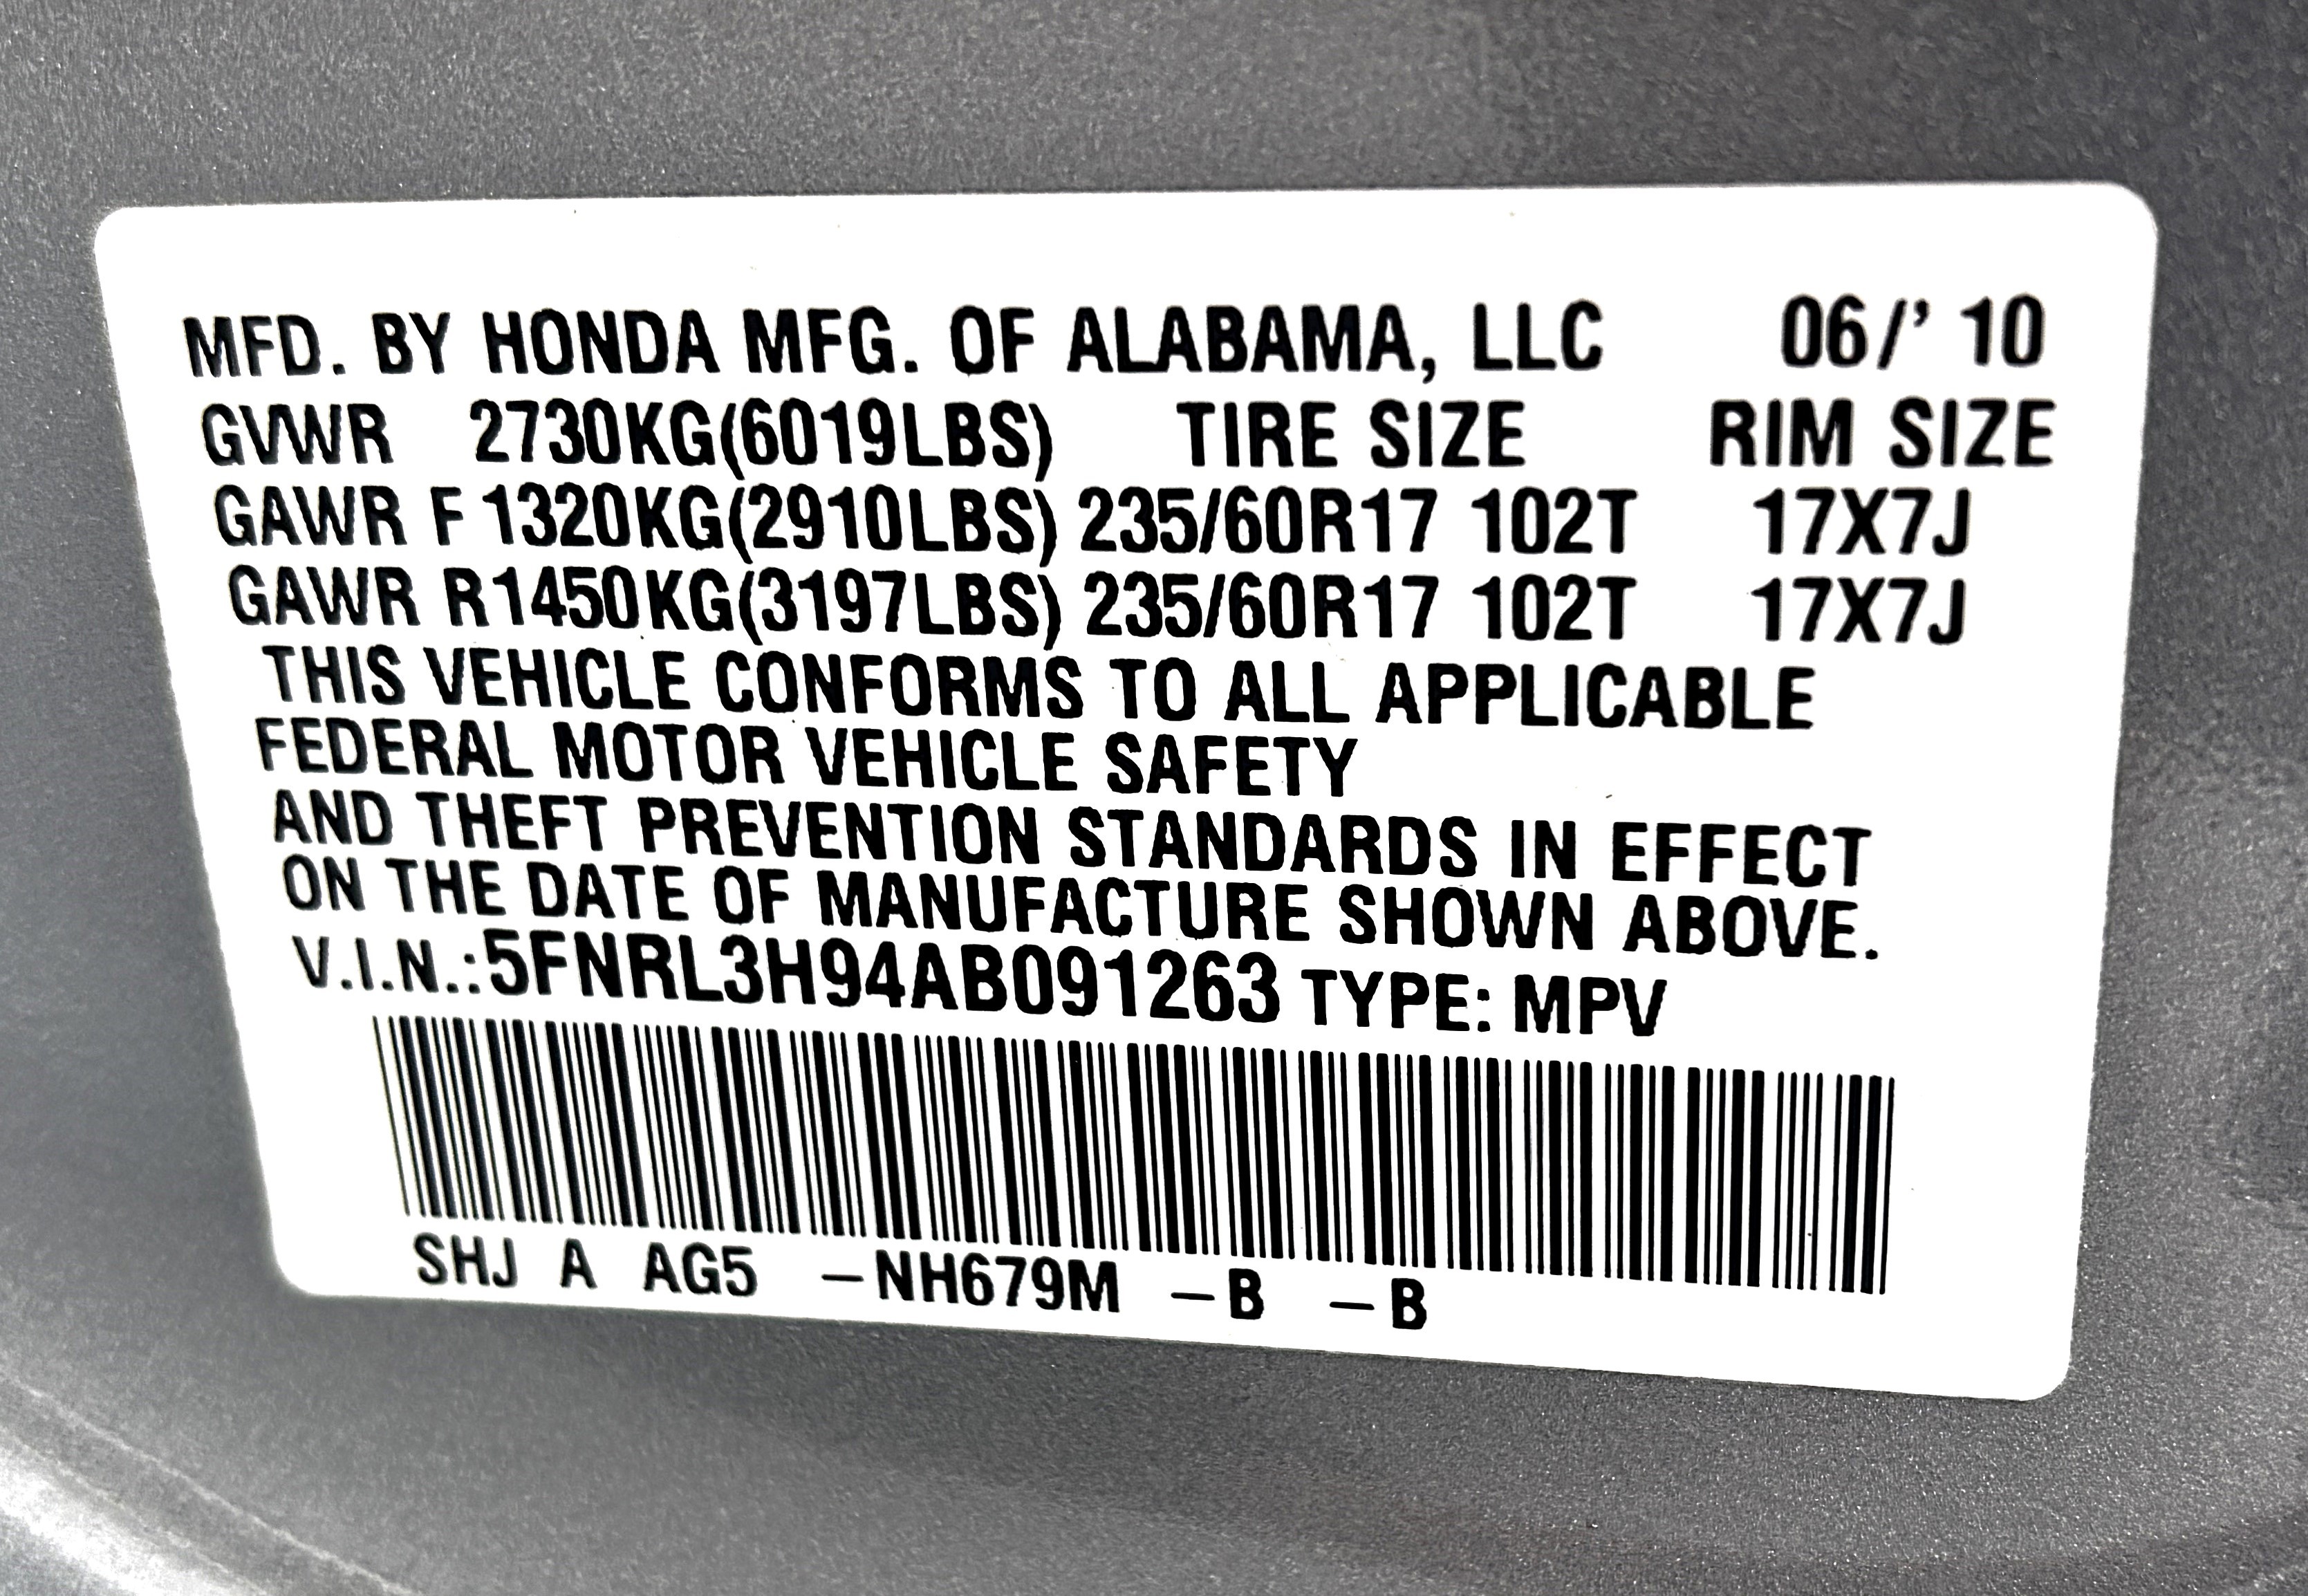 MFD. BY HONDA MFG. OF ALABAMA, LLC 06/' 10
GVWR 2730KG(6019LBS) TIRE SIZE RIM SIZE
GAWR F 1320KG(2910LBS) 235/60R17 102T 17X7J
GAWR R1450KG(3197LBS) 235/60R17 102T 17X7J
THIS VEHICLE CONFORMS TO ALL APPLICABLE
FEDERAL MOTOR VEHICLE SAFETY
AND THEFT PREVENTION STANDARDS IN EFFECT
ON THE DATE OF MANUFACTURE SHOWN ABOVE.
V.I.N.:5FNRL3H94AB091263 TYPE: MPV
SHJ A AG5 –NH679M –B –B